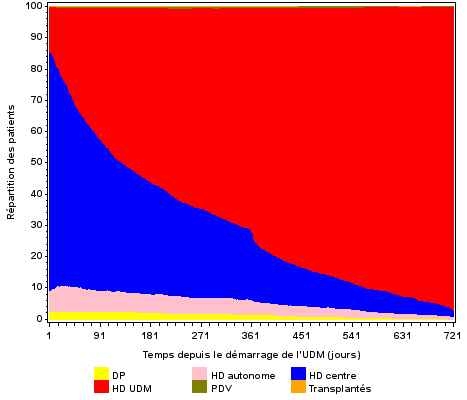 Répartition des patients
100
90
80
70
60
50
40
30
20
10
0
1 91 181 271 361 451 541 631 721
Temps depuis le démarrage de l'UDM (jours)
DP HD autonome HD centre
HD UDM PDV Transplantés